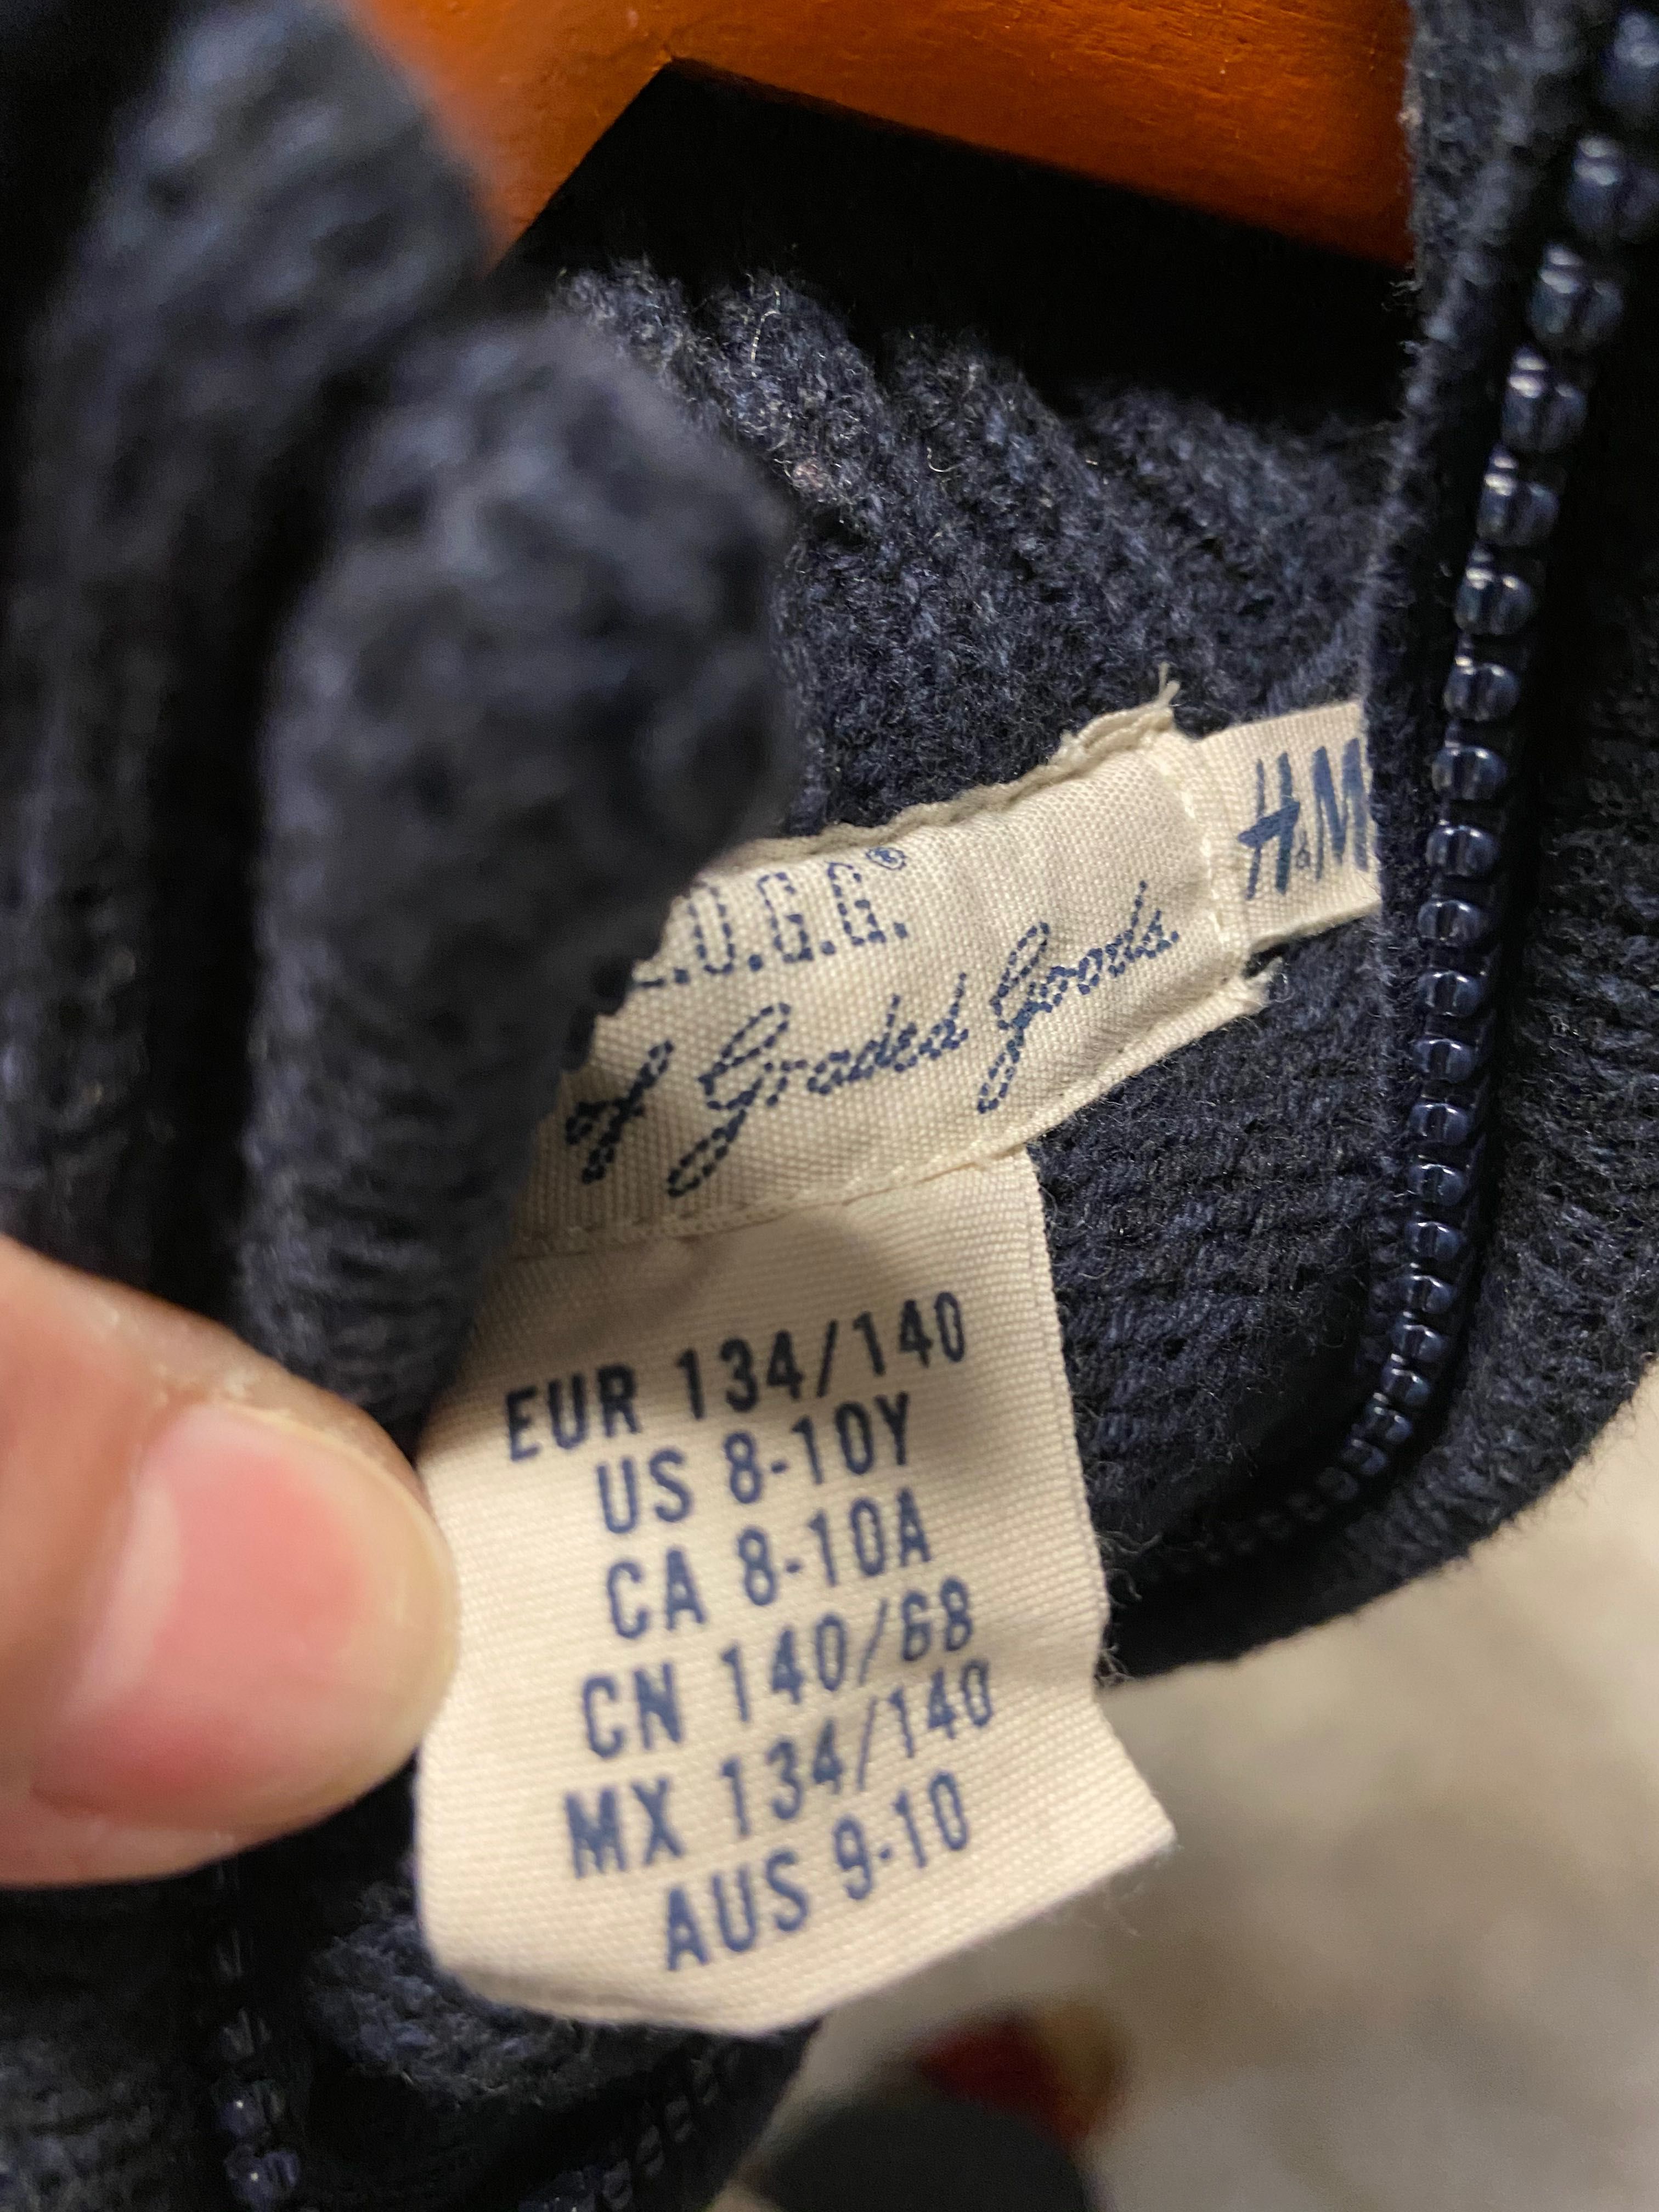 .O.G.G.®
H&M
of Graded Goods.
EUR 134/140
US 8-10Y
CA 8-10A
CN 140/68
MX 134/140
AUS 9-10